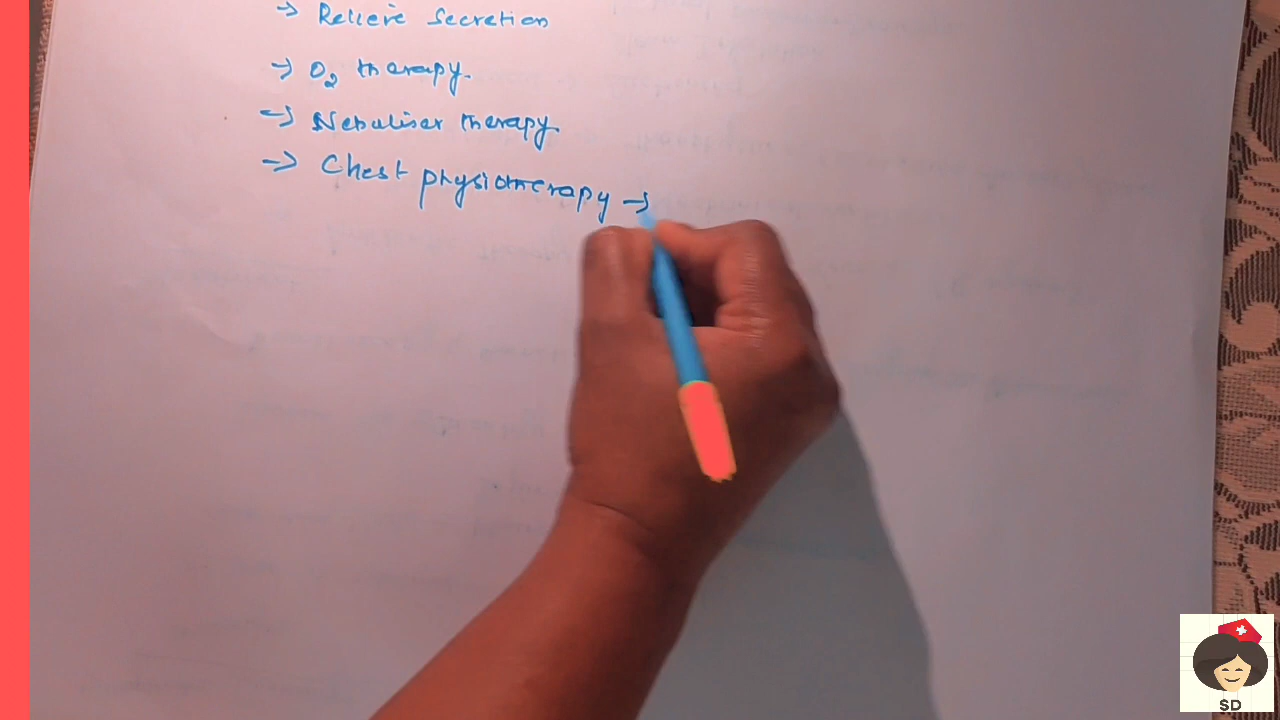 → Relieve Secretion
→ O₂ therapy.
→ Nebuliser therapy.
→ Chest physiotherapy →
SD